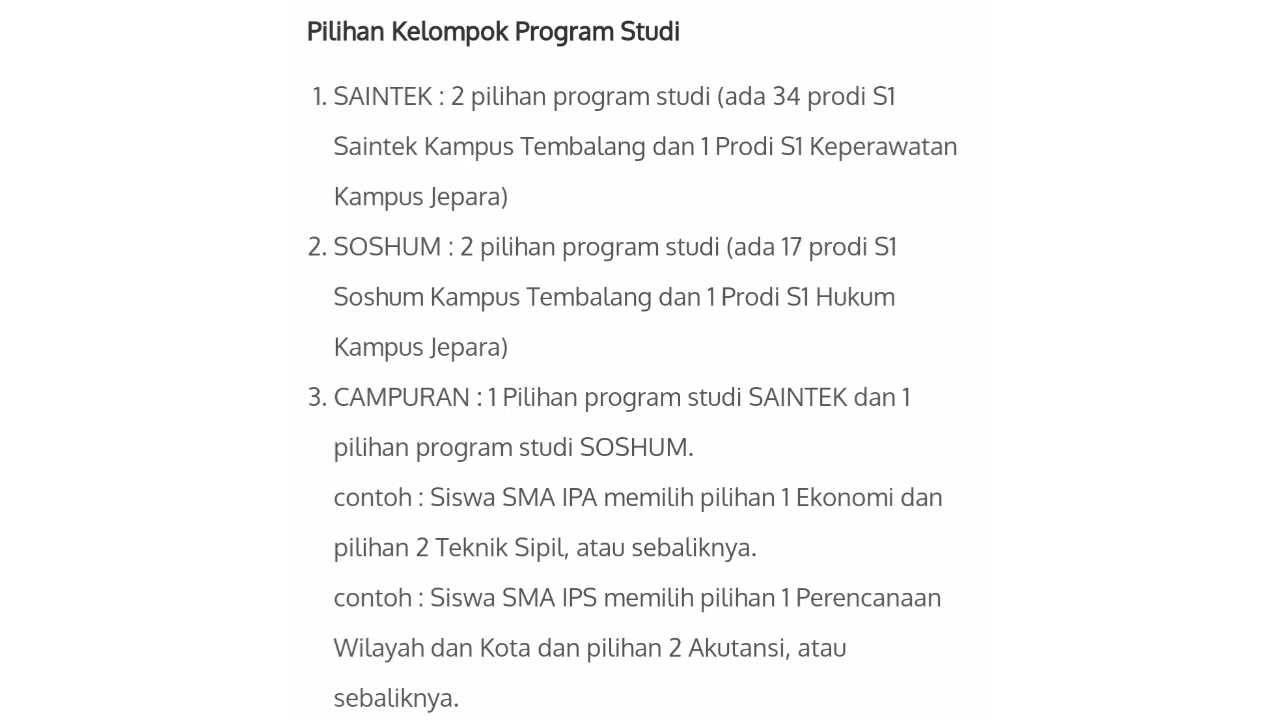 Pilihan Kelompok Program Studi
1. SAINTEK : 2 pilihan program studi (ada 34 prodi S1
Saintek Kampus Tembalang dan 1 Prodi S1 Keperawatan
Kampus Jepara)
2. SOSHUM : 2 pilihan program studi (ada 17 prodi S1
Soshum Kampus Tembalang dan 1 Prodi S1 Hukum
Kampus Jepara)
3. CAMPURAN : 1 Pilihan program studi SAINTEK dan 1
pilihan program studi SOSHUM.
contoh : Siswa SMA IPA memilih pilihan 1 Ekonomi dan
pilihan 2 Teknik Sipil, atau sebaliknya.
contoh : Siswa SMA IPS memilih pilihan 1 Perencanaan
Wilayah dan Kota dan pilihan 2 Akutansi, atau
sebaliknya.